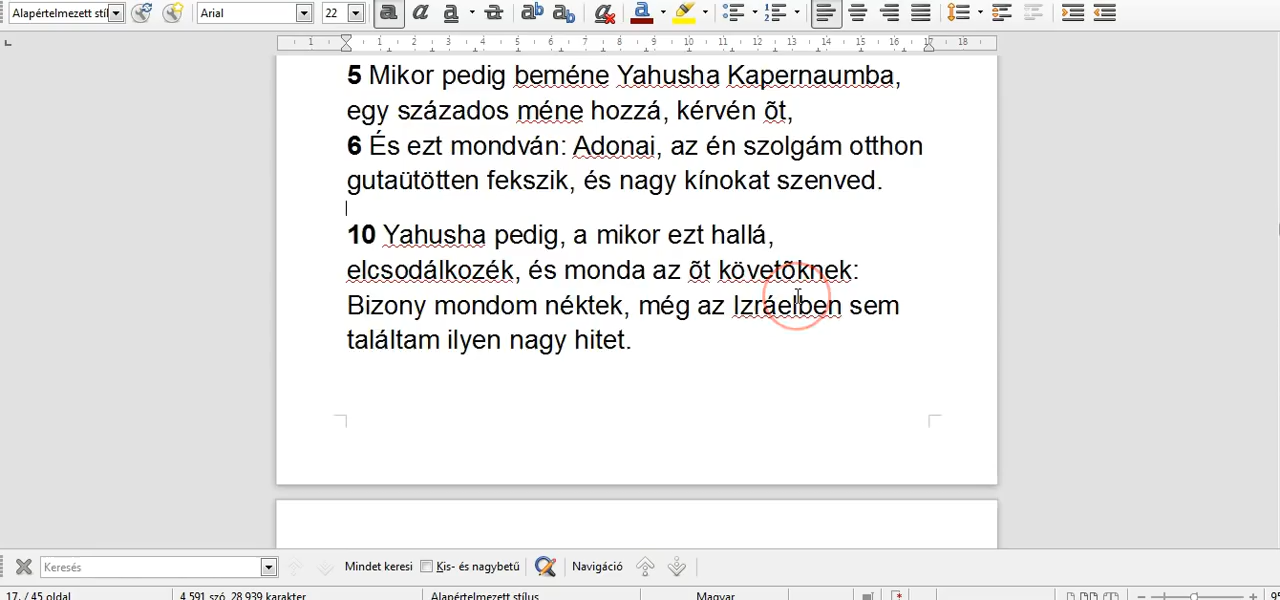 Alapértelmezett stíl Arial 22
1 1 2 3 4 5 6 7 8 9 10 11 12 13 14 15 16 17 18
5 Mikor pedig beméne Yahusha Kapernaumba,
egy százados méne hozzá, kérvén õt,
6 És ezt mondván: Adonai, az én szolgám otthon
gutaütötten fekszik, és nagy kínokat szenved.
10 Yahusha pedig, a mikor ezt hallá,
elcsodálkozék, és monda az õt követõknek:
Bizony mondom néktek, még az Izráelben sem
találtam ilyen nagy hitet.
Keresés Mindet keresi Kis- és nagybetű Navigáció
17. / 45 oldal 4 591 szó, 28 939 karakter Alapértelmezett stílus Magyar 95